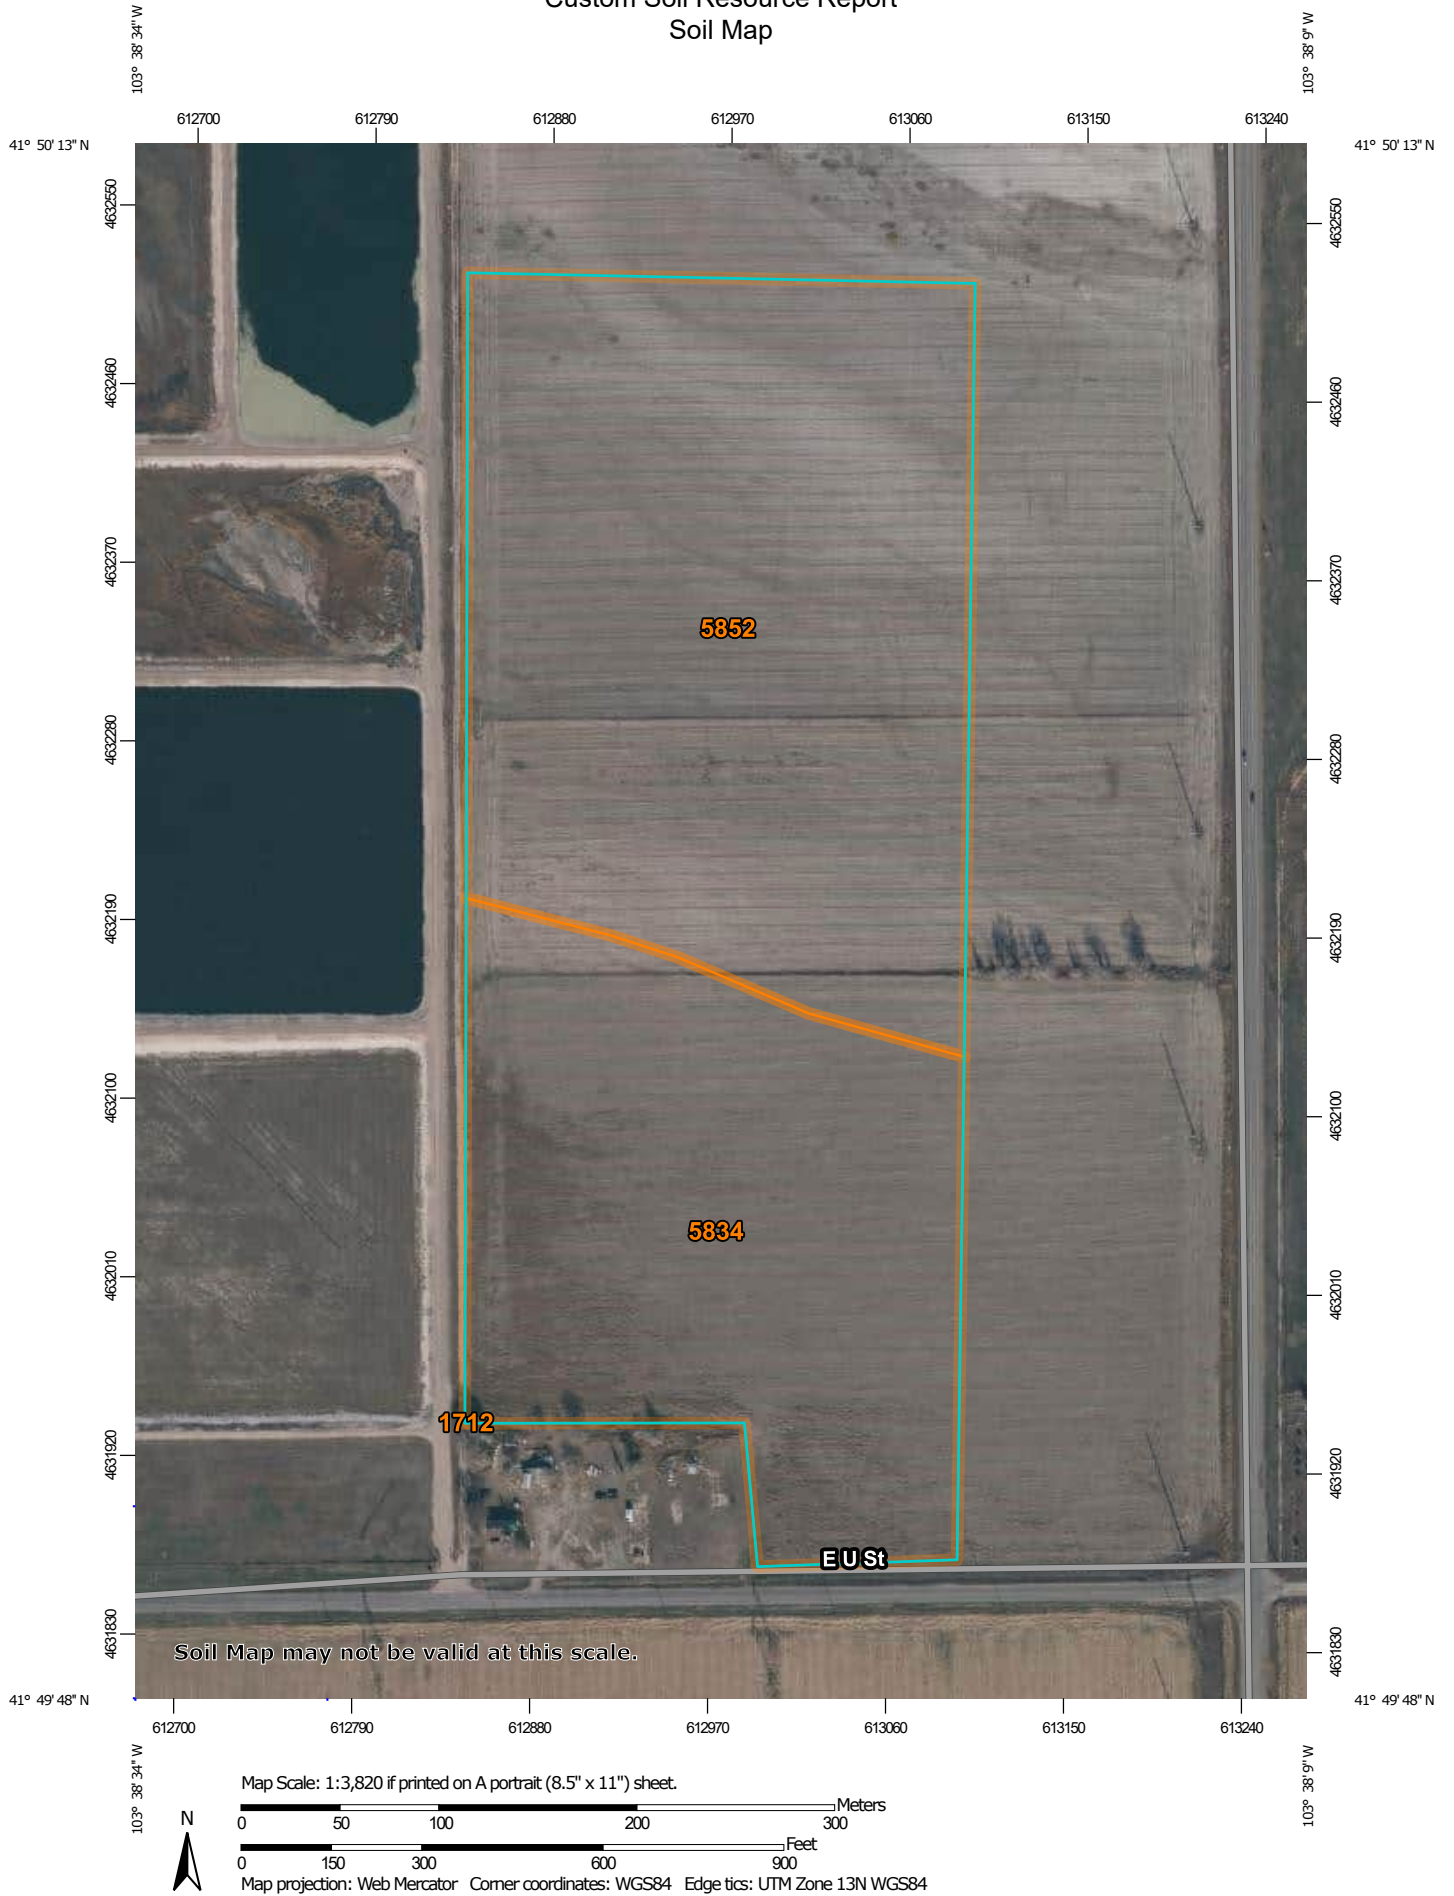 Custom Soil Resource Report
Soil Map
103° 38' 34'' W
103° 38' 9'' W
612700 612790 612880 612970 613060 613150 613240
41° 50' 13'' N
41° 50' 13'' N
4632550
4632550
4632460
4632460
4632370
4632370
5852
4632280
4632280
4632190
4632190
4632100
4632100
5834
4632010
4632010
1712
4631920
4631920
E U St
4631830
4631830
Soil Map may not be valid at this scale.
41° 49' 48'' N
41° 49' 48'' N
612700 612790 612880 612970 613060 613150 613240
103° 38' 34'' W
103° 38' 9'' W
Map Scale: 1:3,820 if printed on A portrait (8.5" x 11") sheet.
N
Meters
0 50 100 200 300
Feet
0 150 300 600 900
Map projection: Web Mercator Corner coordinates: WGS84 Edge tics: UTM Zone 13N WGS84